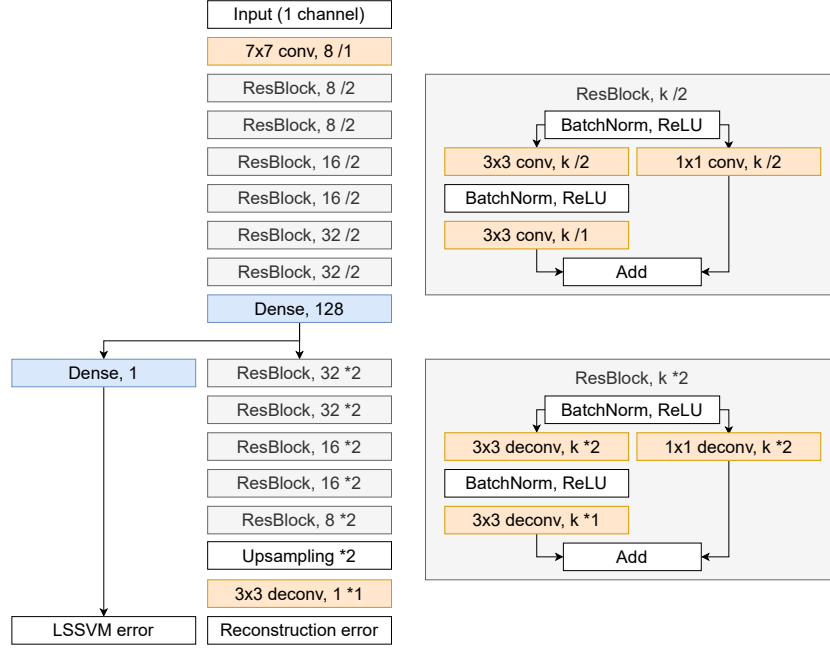 Input (1 channel)
7x7 conv, 8 /1
ResBlock, 8 /2
ResBlock, 8 /2
ResBlock, 16 /2
ResBlock, 16 /2
ResBlock, 32 /2
ResBlock, 32 /2
Dense, 128
Dense, 1
ResBlock, 32 *2
ResBlock, 32 *2
ResBlock, 16 *2
ResBlock, 16 *2
ResBlock, 8 *2
Upsampling *2
3x3 deconv, 1 *1
LSSVM error
Reconstruction error
ResBlock, k /2
BatchNorm, ReLU
3x3 conv, k /2
1x1 conv, k /2
BatchNorm, ReLU
3x3 conv, k /1
Add
ResBlock, k *2
BatchNorm, ReLU
3x3 deconv, k *2
1x1 deconv, k *2
BatchNorm, ReLU
3x3 deconv, k *1
Add